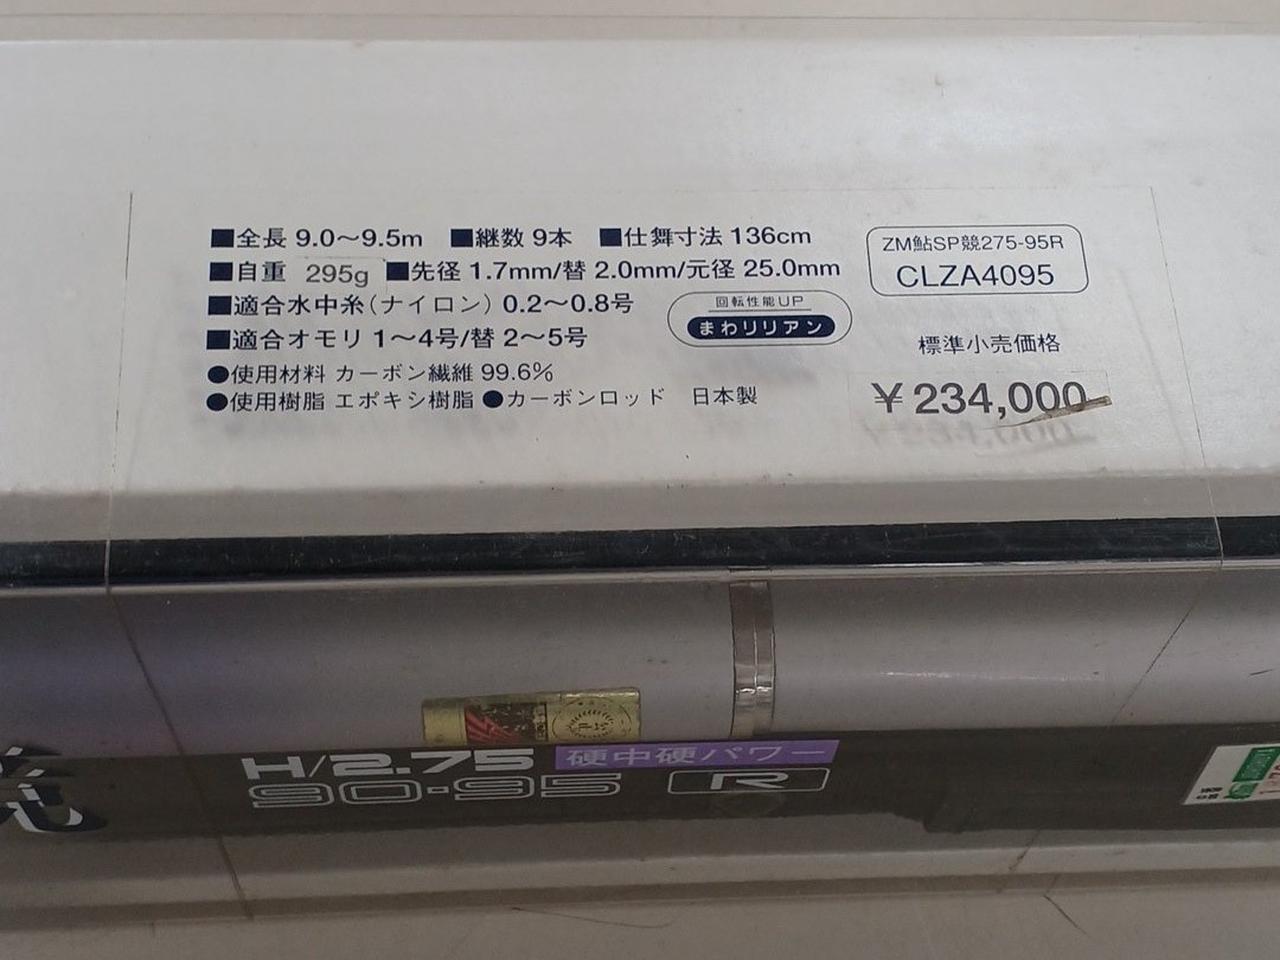 ■全長 9.0～9.5m ■継数 9本 ■仕舞寸法 136cm
■自重 295g ■先径 1.7mm/替 2.0mm/元径 25.0mm
■適合水中糸(ナイロン) 0.2～0.8号
■適合オモリ 1～4号/替 2～5号
●使用材料 カーボン繊維 99.6%
●使用樹脂 エポキシ樹脂 ●カーボンロッド 日本製
回転性能UP
まわリリアン
ZM鮎SP競275-95R
CLZA4095
標準小売価格
¥234,000
競
H/2.75 硬中硬パワー
90・95 R